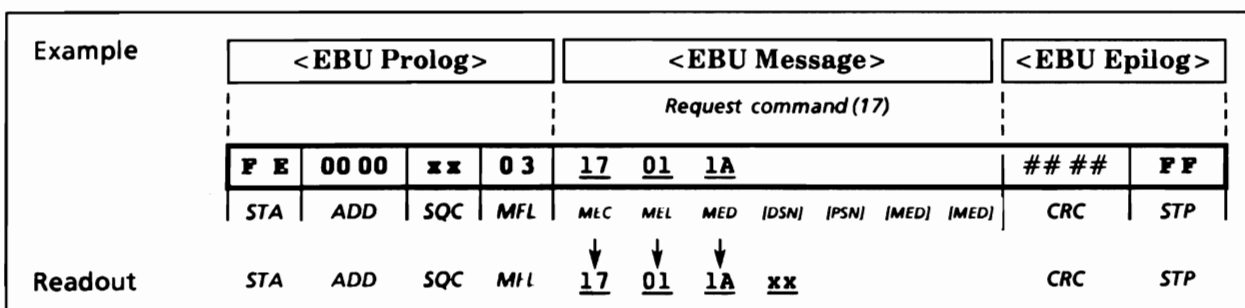 Example <EBU Prolog> <EBU Message> <EBU Epilog>
Request command (17)
F E 00 00 x x 0 3 17 01 1A ## ## F F
STA ADD SQC MFL MEC MEL MED [DSN] [PSN] [MED] [MED] CRC STP
Readout STA ADD SQC MFL 17 01 1A xx CRC STP